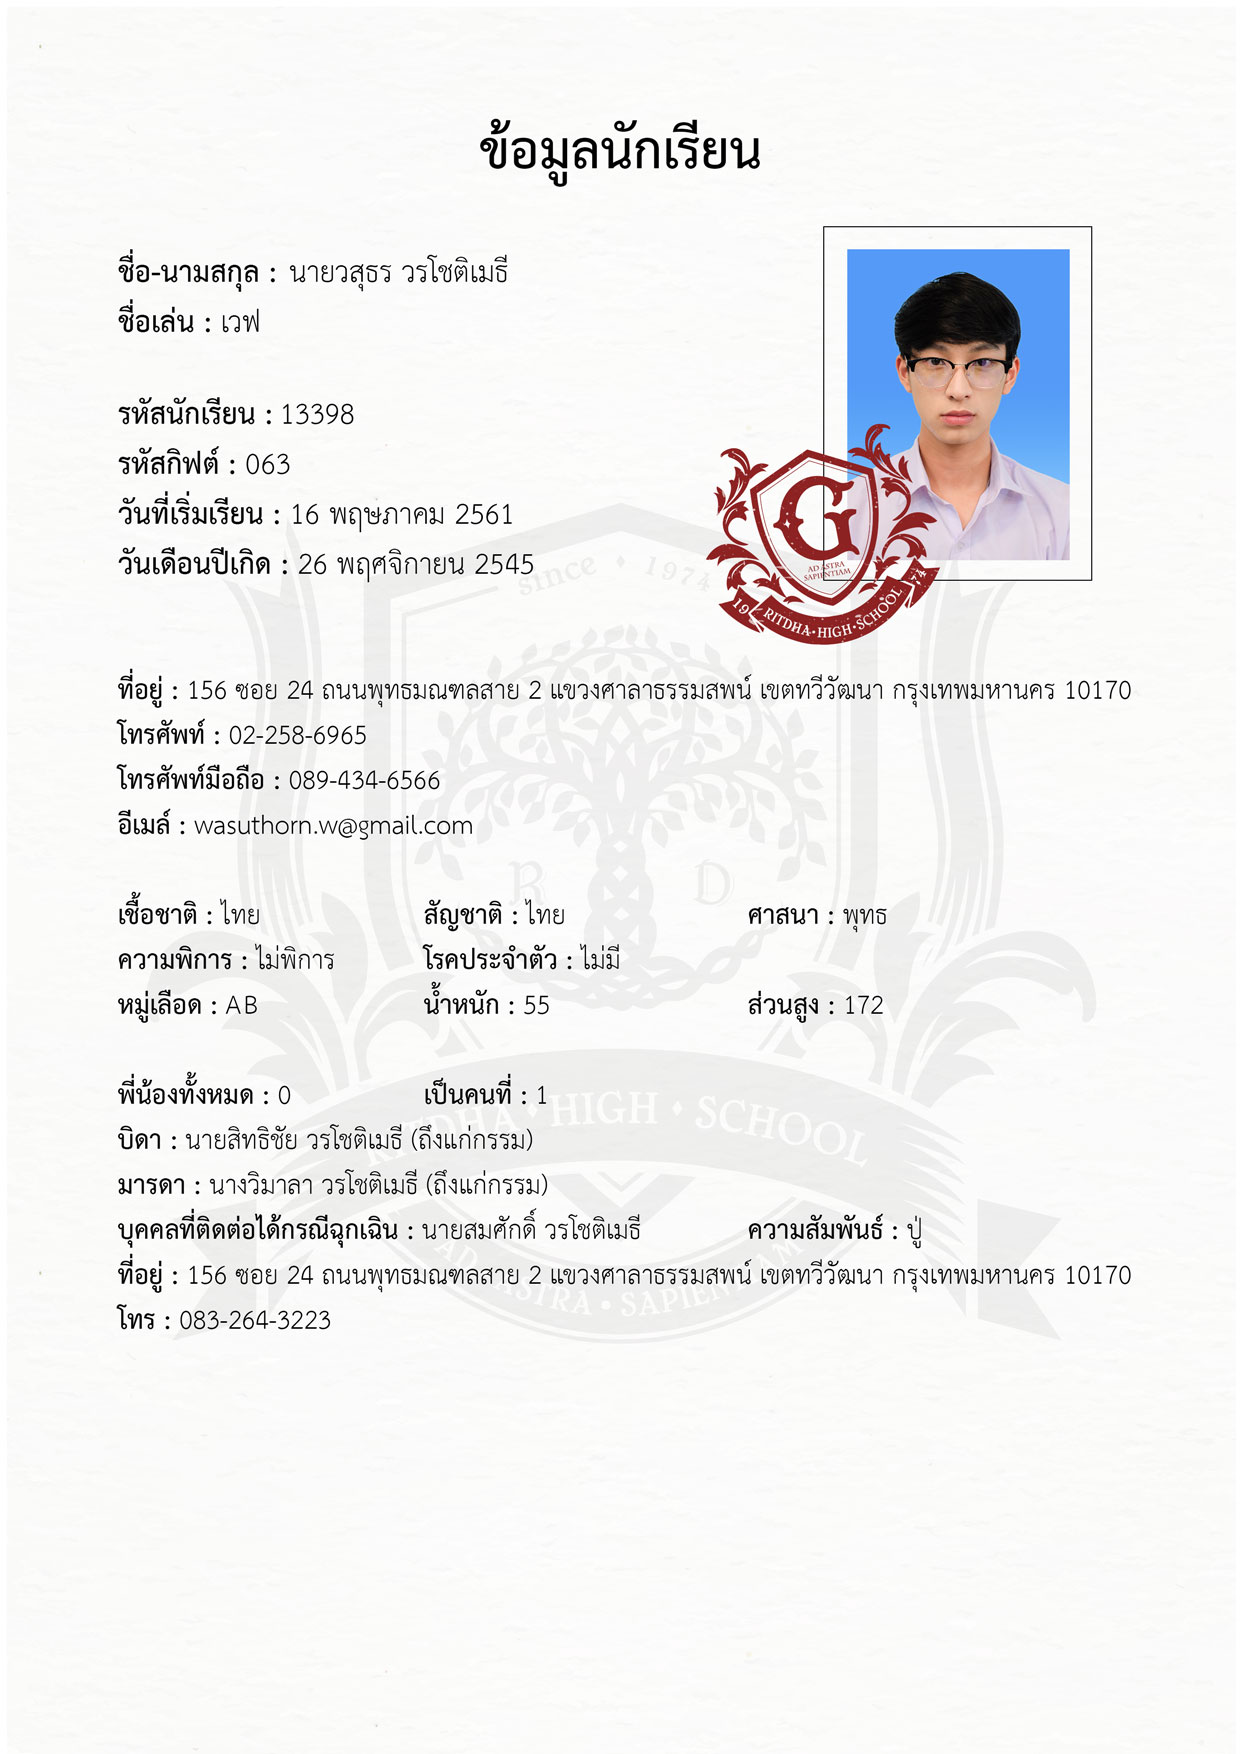 ข้อมูลนักเรียน
ชื่อ-นามสกุล : นายวสุธร วรโชติเมธี
ชื่อเล่น : เวฟ
รหัสนักเรียน : 13398
รหัสกิฟต์ : 063
วันที่เริ่มเรียน : 16 พฤษภาคม 2561
วันเดือนปีเกิด : 26 พฤศจิกายน 2545
G
AD ASTRA
SAPIENTIAM
19 RITDHA•HIGH•SCHOOL 74
since • 1974
ที่อยู่ : 156 ซอย 24 ถนนพุทธมณฑลสาย 2 แขวงศาลาธรรมสพน์ เขตทวีวัฒนา กรุงเทพมหานคร 10170
โทรศัพท์ : 02-258-6965
โทรศัพท์มือถือ : 089-434-6566
อีเมล์ : wasuthorn.w@gmail.com
R D
เชื้อชาติ : ไทย สัญชาติ : ไทย ศาสนา : พุทธ
ความพิการ : ไม่พิการ โรคประจำตัว : ไม่มี
หมู่เลือด : AB น้ำหนัก : 55 ส่วนสูง : 172
พี่น้องทั้งหมด : 0 เป็นคนที่ : 1
RITDHA • HIGH • SCHOOL
บิดา : นายสิทธิชัย วรโชติเมธี (ถึงแก่กรรม)
มารดา : นางวิมาลา วรโชติเมธี (ถึงแก่กรรม)
บุคคลที่ติดต่อได้กรณีฉุกเฉิน : นายสมศักดิ์ วรโชติเมธี ความสัมพันธ์ : ปู่
ที่อยู่ : 156 ซอย 24 ถนนพุทธมณฑลสาย 2 แขวงศาลาธรรมสพน์ เขตทวีวัฒนา กรุงเทพมหานคร 10170
AD ASTRA • SAPIENTIAM
โทร : 083-264-3223